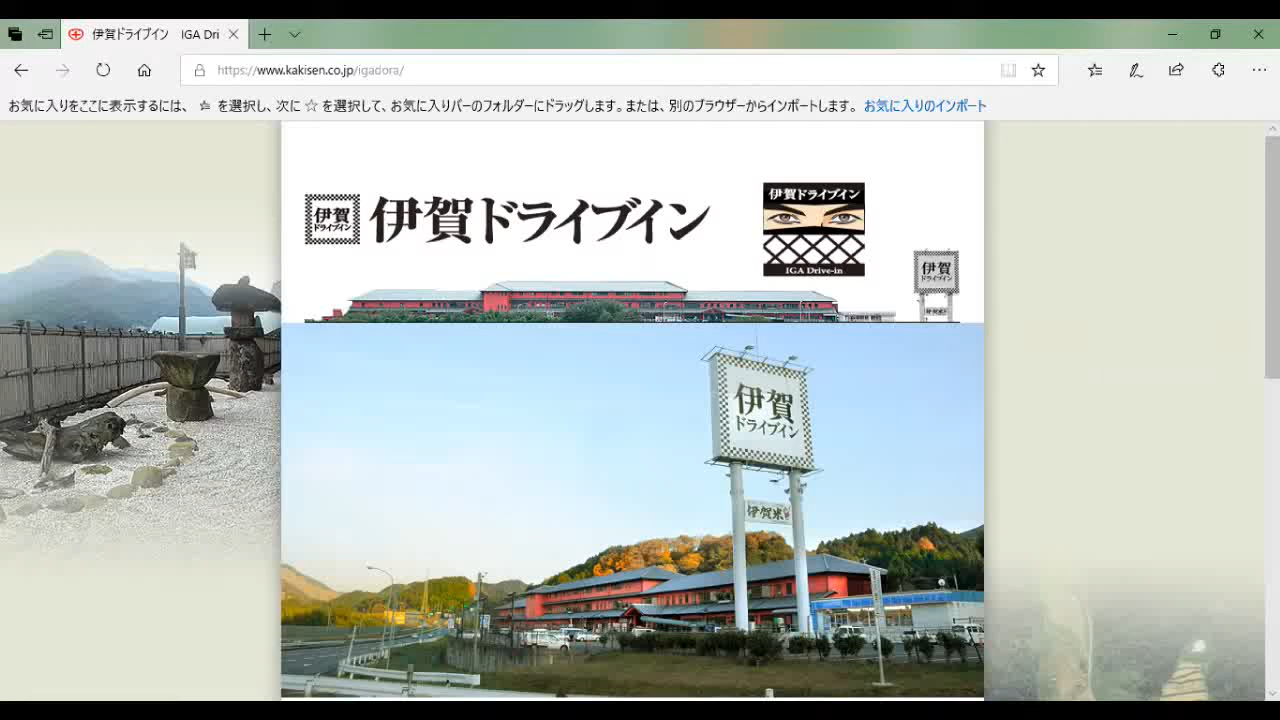 伊賀ドライブイン IGA Dri
https://www.kakisen.co.jp/igadora/
お気に入りをここに表示するには、☆ を選択し、次に ☆ を選択して、お気に入りバーのフォルダーにドラッグします。または、別のブラウザーからインポートします。 お気に入りのインポート
伊賀
ドライブイン
伊賀ドライブイン
伊賀ドライブイン
IGA Drive-in
伊賀
ドライブイン
伊賀米
伊賀
ドライブイン
伊賀米